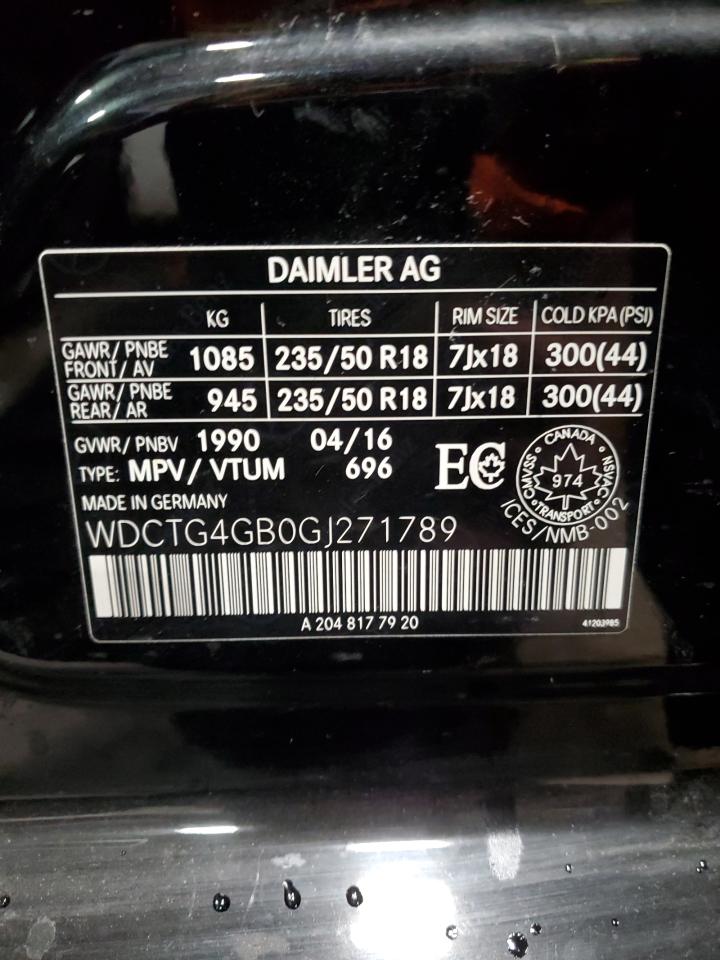 DAIMLER AG
KG TIRES RIM SIZE COLD KPA (PSI)
GAWR/ PNBE FRONT / AV 1085 235/50 R18 7Jx18 300(44)
GAWR/ PNBE REAR/ AR 945 235/50 R18 7Jx18 300(44)
GVWR/ PNBV 1990 04/16
TYPE: MPV/ VTUM 696
EC
CANADA
CMVSS NSVAC
974
TRANSPORT
ICES/NMB-002
MADE IN GERMANY
WDCTG4GB0GJ271789
A 204 817 79 20
41203985